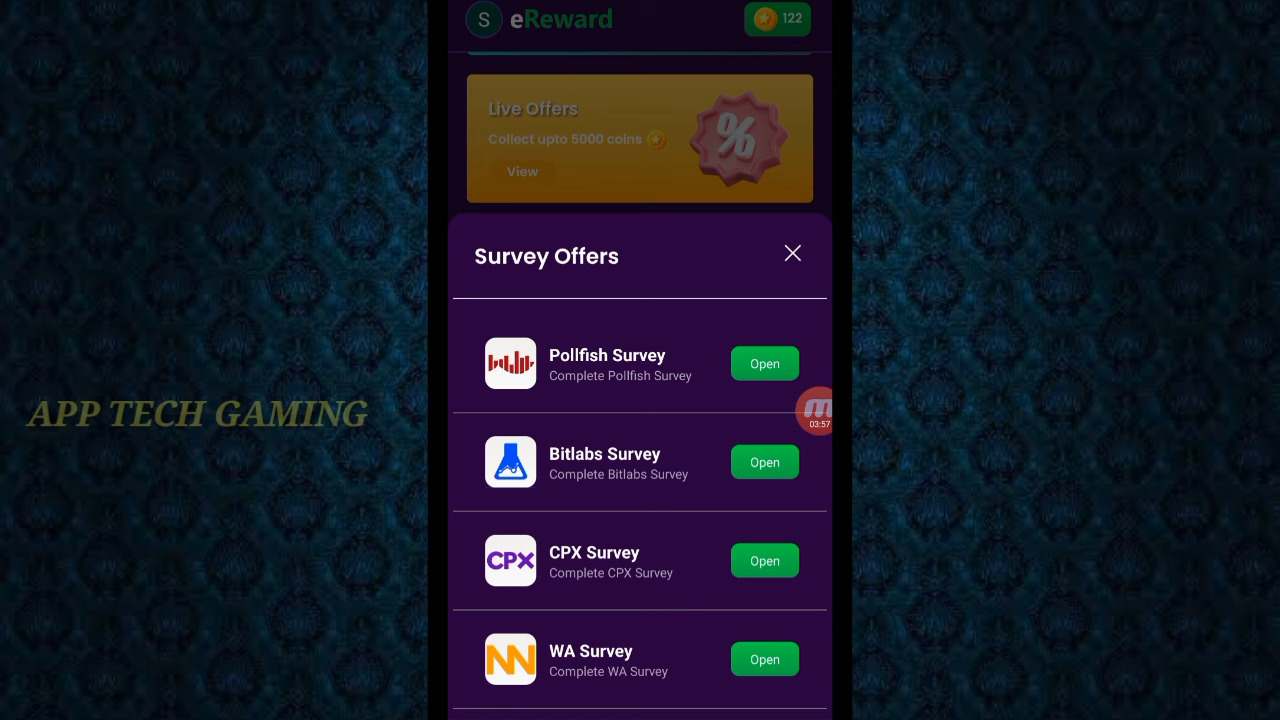 S eReward 122
Live Offers
Collect upto 5000 coins
%
View
Survey Offers
Pollfish Survey
Complete Pollfish Survey
Open
03:57
Bitlabs Survey
Complete Bitlabs Survey
Open
CPX
CPX Survey
Complete CPX Survey
Open
WA Survey
Complete WA Survey
Open
APP TECH GAMING